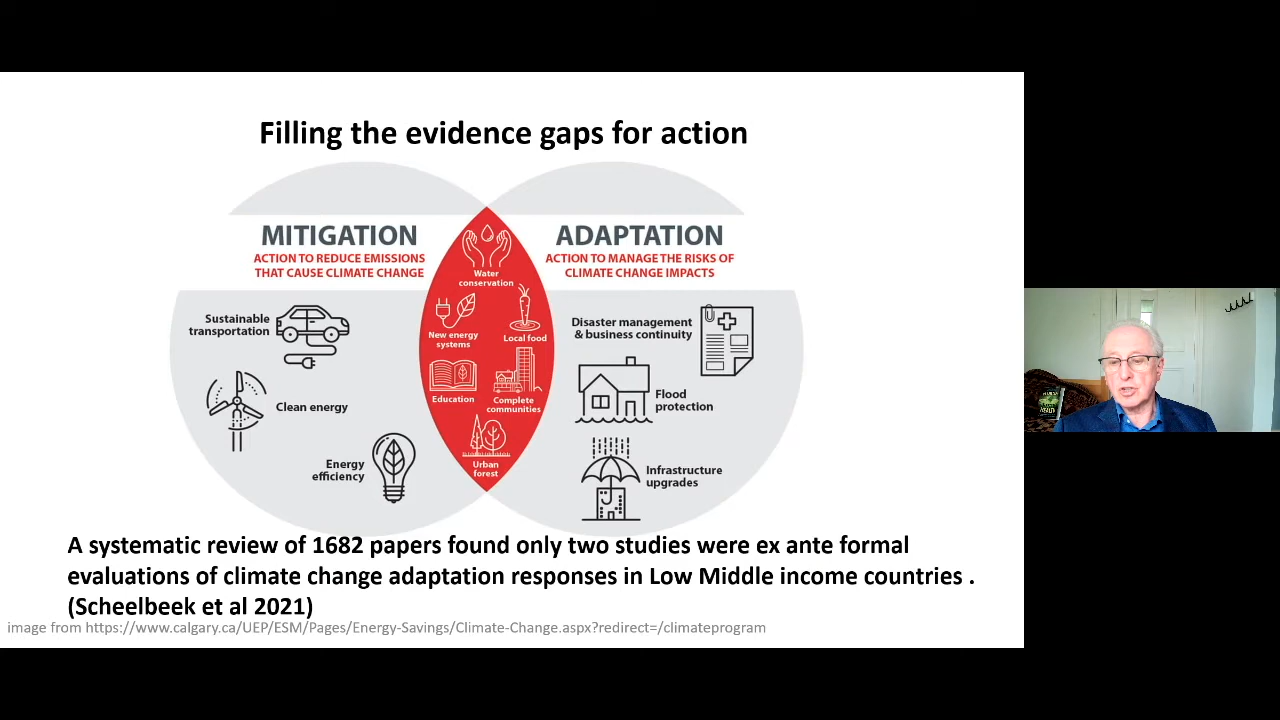 Filling the evidence gaps for action
MITIGATION
ACTION TO REDUCE EMISSIONS
THAT CAUSE CLIMATE CHANGE
ADAPTATION
ACTION TO MANAGE THE RISKS OF
CLIMATE CHANGE IMPACTS
Water
conservation
New energy
systems
Local food
Education
Complete
communities
Urban
forest
Sustainable
transportation
Clean energy
Energy
efficiency
Disaster management
& business continuity
Flood
protection
Infrastructure
upgrades
A systematic review of 1682 papers found only two studies were ex ante formal
evaluations of climate change adaptation responses in Low Middle income countries .
(Scheelbeek et al 2021)
image from https://www.calgary.ca/UEP/ESM/Pages/Energy-Savings/Climate-Change.aspx?redirect=/climateprogram